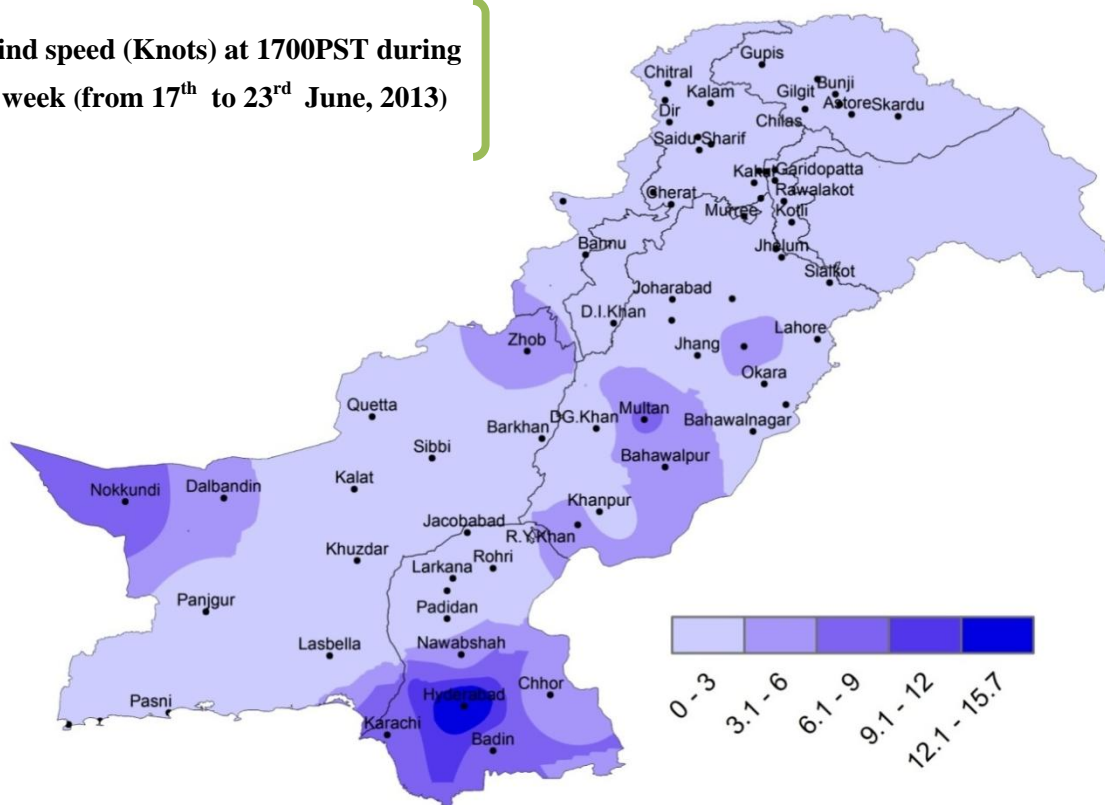 ind speed (Knots) at 1700PST during
week (from 17th to 23rd June, 2013)
Gupis
Chitral
Kalam
Gilgit
Bunji
Astore
Skardu
Dir
Chilas
Saidu Sharif
Garidopatta
Cherat
Rawalakot
Murree
Kotli
Bannu
Jhelum
Sialkot
Joharabad
D.I.Khan
Lahore
Zhob
Jhang
Okara
Quetta
DG.Khan
Multan
Barkhan
Bahawalnagar
Sibbi
Bahawalpur
Nokkundi
Dalbandin
Kalat
Khanpur
Jacobabad
R.Y.Khan
Khuzdar
Rohri
Larkana
Panjgur
Padidan
Lasbella
Nawabshah
Chhor
Hyderabad
Pasni
Karachi
Badin
0 - 3
3.1 - 6
6.1 - 9
9.1 - 12
12.1 - 15.7